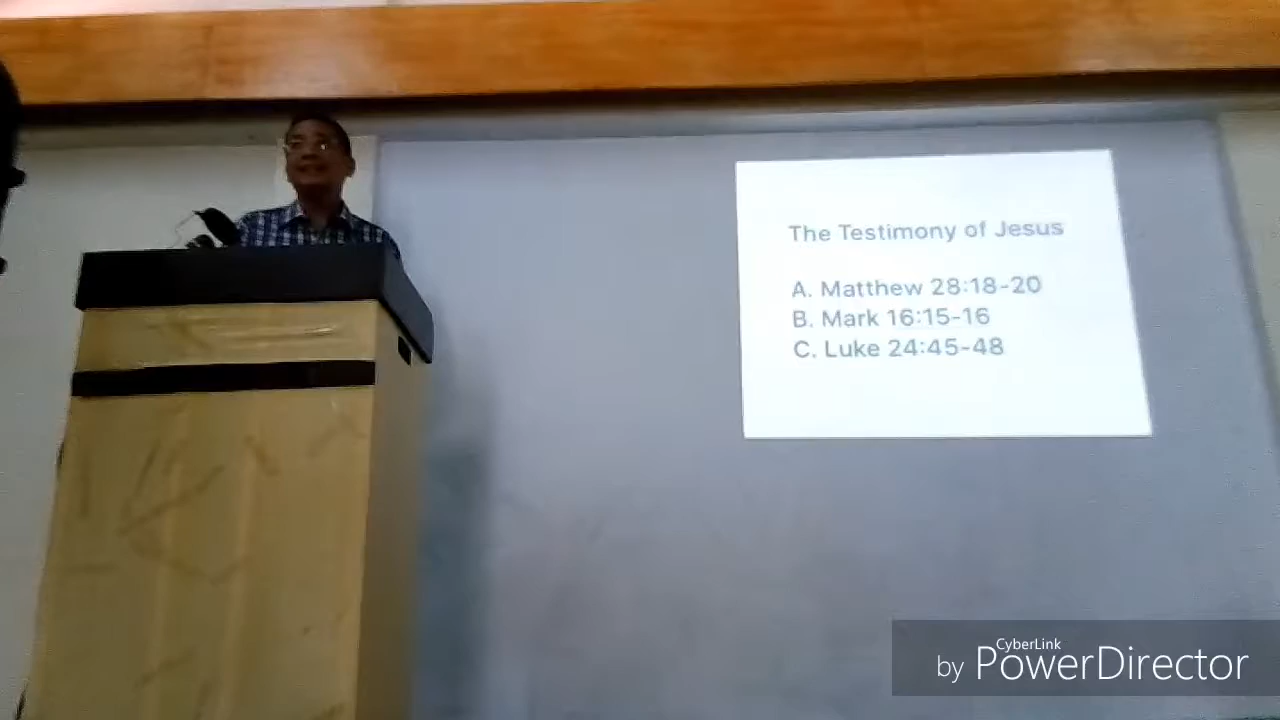 The Testimony of Jesus
A. Matthew 28:18-20
B. Mark 16:15-16
C. Luke 24:45-48
CyberLink
by PowerDirector